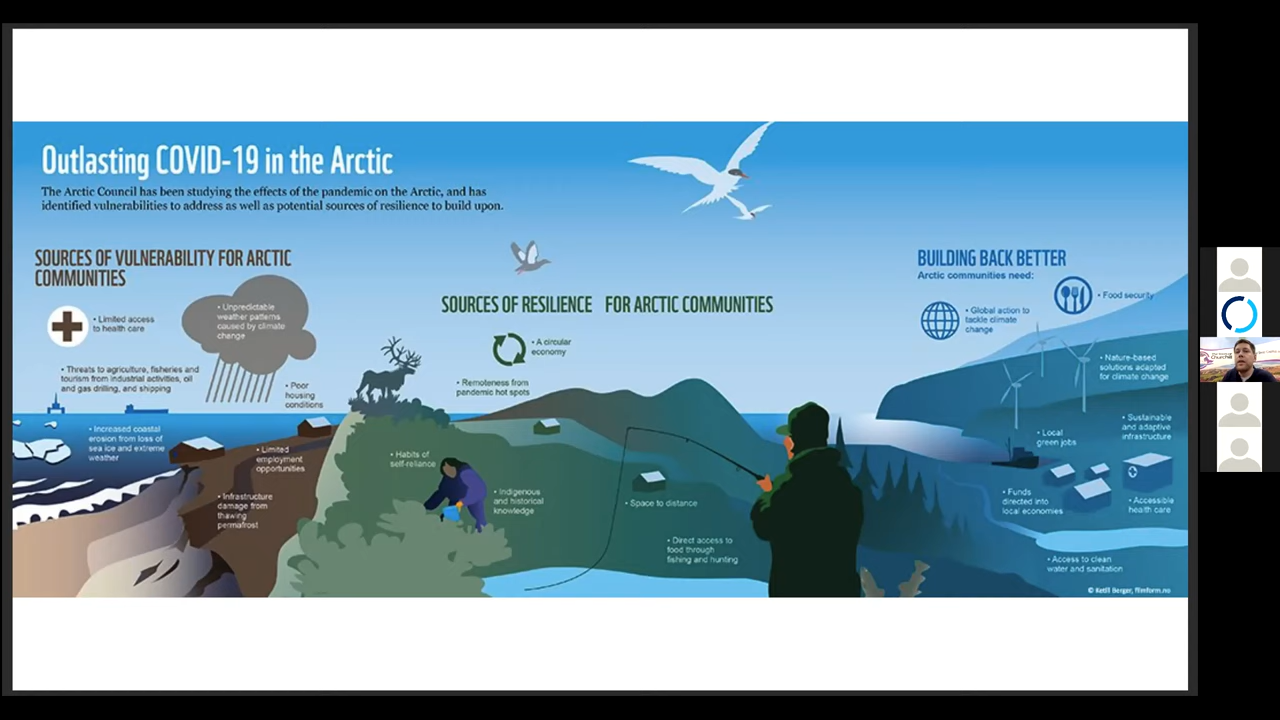 Outlasting COVID-19 in the Arctic
The Arctic Council has been studying the effects of the pandemic on the Arctic, and has
identified vulnerabilities to address as well as potential sources of resilience to build upon.
SOURCES OF VULNERABILITY FOR ARCTIC
COMMUNITIES
• Limited access
to health care
• Unpredictable
weather patterns
caused by climate
change
• Threats to agriculture, fisheries and
tourism from industrial activities, oil
and gas drilling, and shipping
• Poor
housing
conditions
• Increased coastal
erosion from loss of
sea ice and extreme
weather
• Limited
employment
opportunities
• Infrastructure
damage from
thawing
permafrost
SOURCES OF RESILIENCE FOR ARCTIC COMMUNITIES
• A circular
economy
• Remoteness from
pandemic hot spots
• Habits of
self-reliance
• Indigenous
and historical
knowledge
• Space to distance
• Direct access to
food through
fishing and hunting
BUILDING BACK BETTER
Arctic communities need:
• Food security
• Global action to
tackle climate
change
• Nature-based
solutions adapted
for climate change
• Sustainable
and adaptive
infrastructure
• Local
green jobs
• Funds
directed into
local economies
• Accessible
health care
• Access to clean
water and sanitation
© Ketill Berger, filmform.no
Churchill